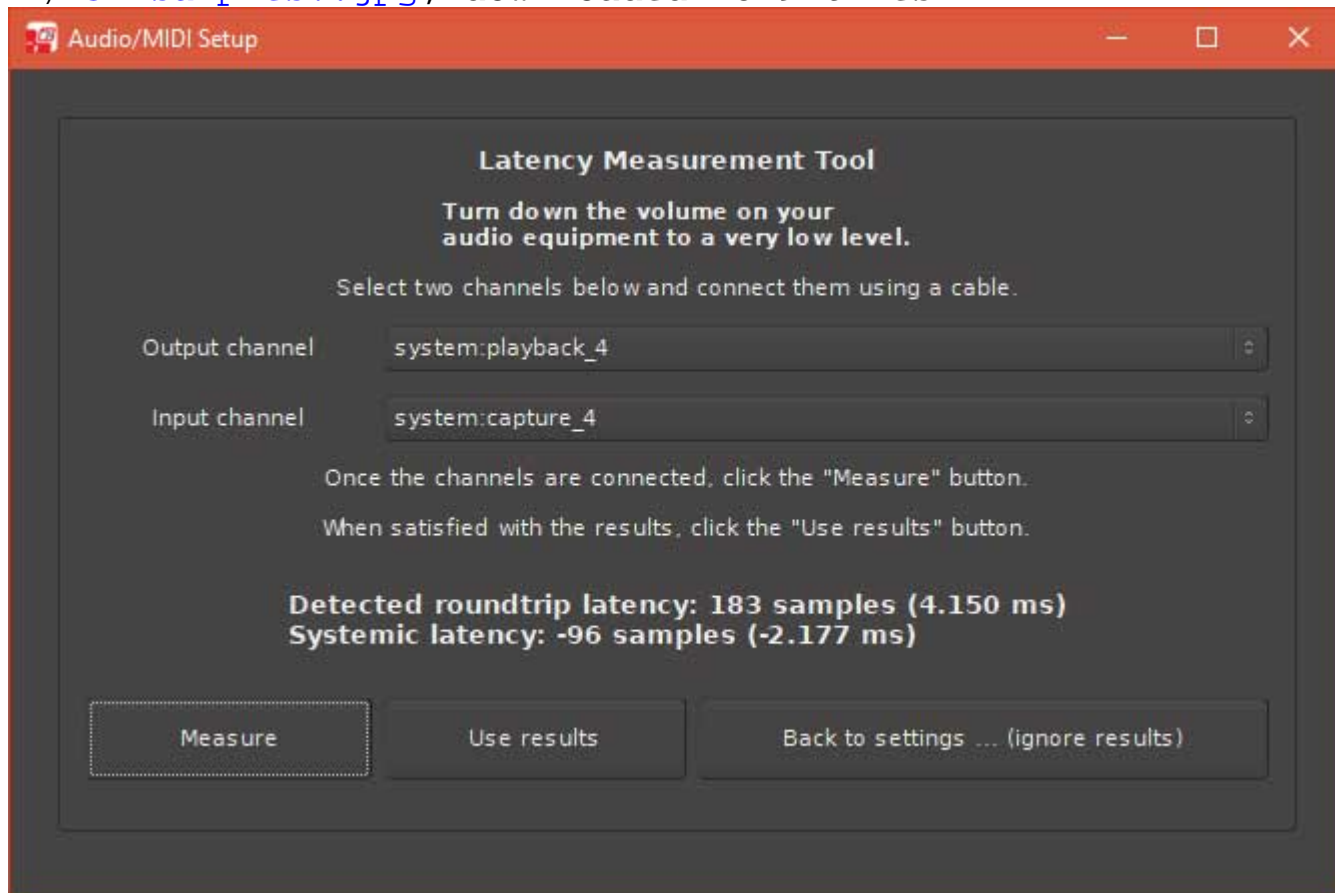 Audio/MIDI Setup
Latency Measurement Tool
Turn down the volume on your
audio equipment to a very low level.
Select two channels below and connect them using a cable.
Output channel system:playback_4
Input channel system:capture_4
Once the channels are connected, click the "Measure" button.
When satisfied with the results, click the "Use results" button.
Detected roundtrip latency: 183 samples (4.150 ms)
Systemic latency: -96 samples (-2.177 ms)
Measure Use results Back to settings ... (ignore results)